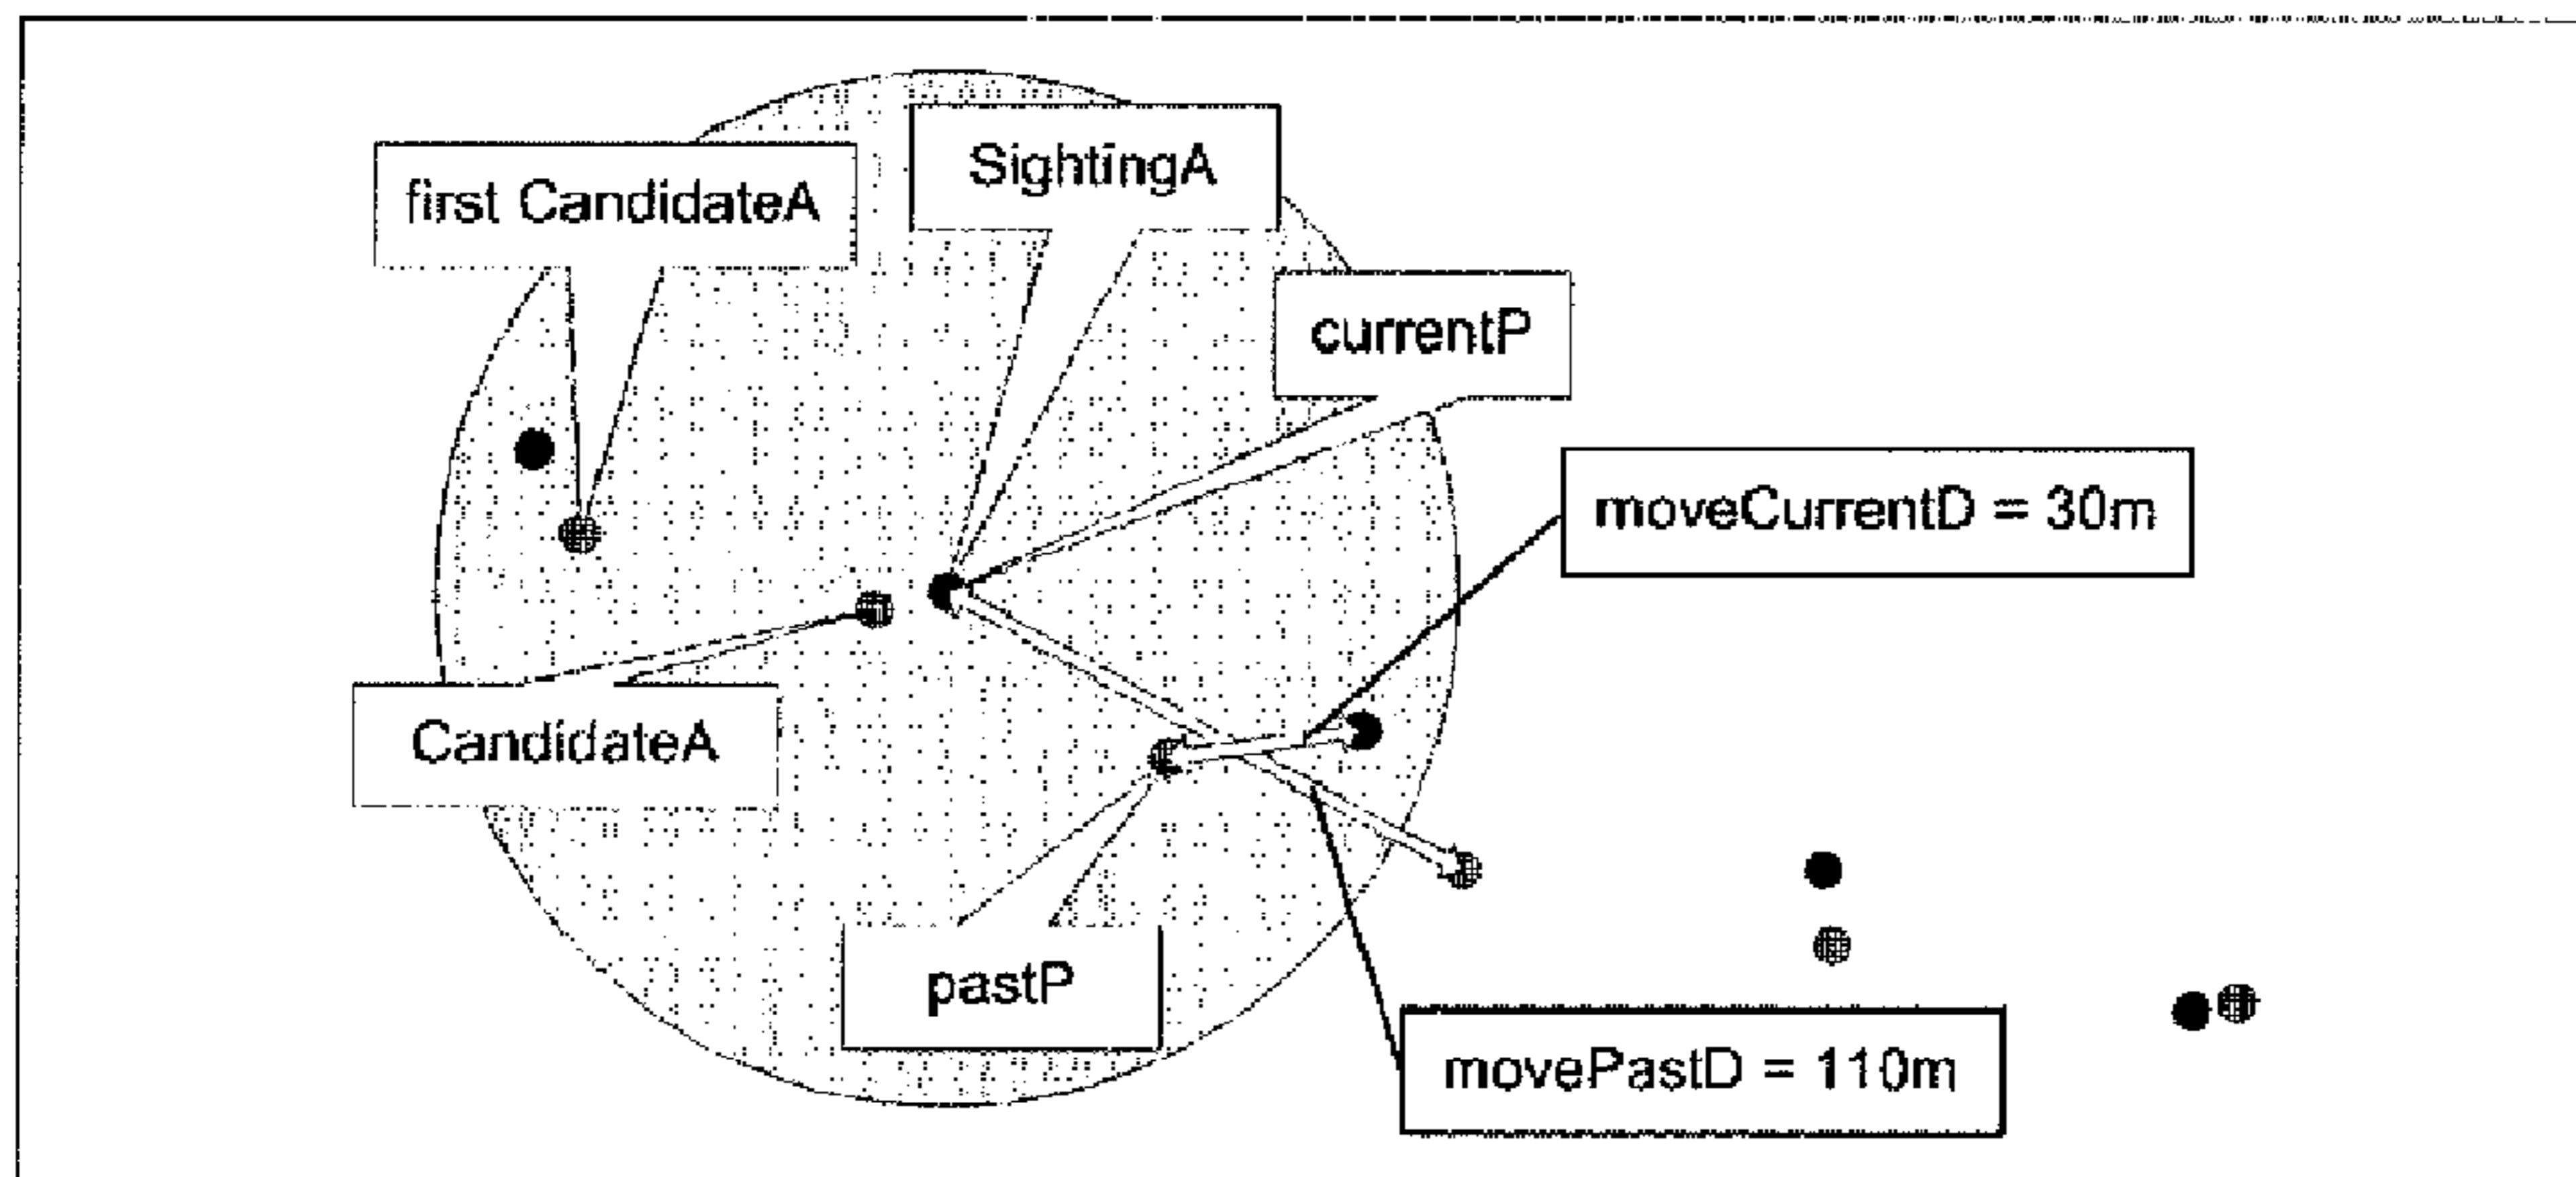 first CandidateA
SightingA
currentP
moveCurrentD = 30m
CandidateA
pastP
movePastD = 110m